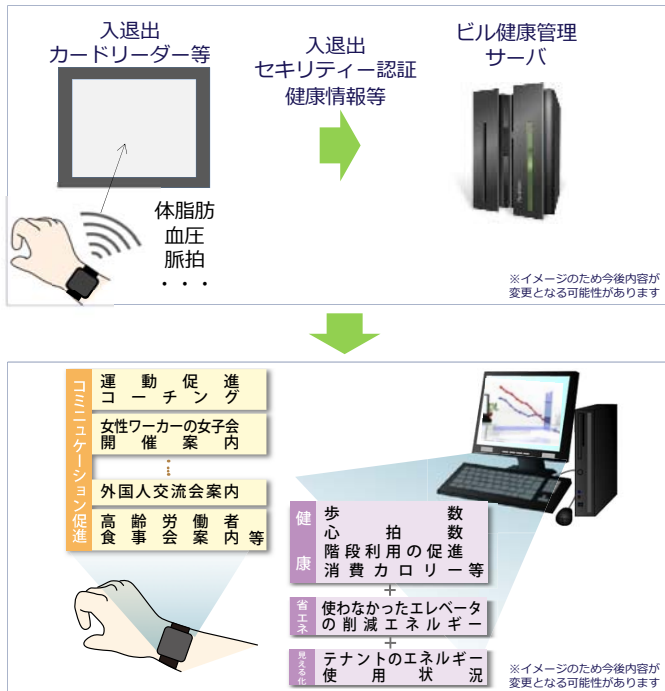 入退出
カードリーダー等
入退出
セキリティー認証
健康情報等
ビル健康管理
サーバ
体脂肪
血圧
脈拍
・・・
※イメージのため今後内容が
変更となる可能性があります
コミニュケーション促進
運動促進
コーチング
女性ワーカーの女子会
開催案内
外国人交流会案内
高齢労働者
食事会案内等
健康
歩数
心拍数
階段利用の促進
消費カロリー等
+
省エネ
使わなかったエレベータ
の削減エネルギー
+
見える化
テナントのエネルギー
使用状況
※イメージのため今後内容が
変更となる可能性があります